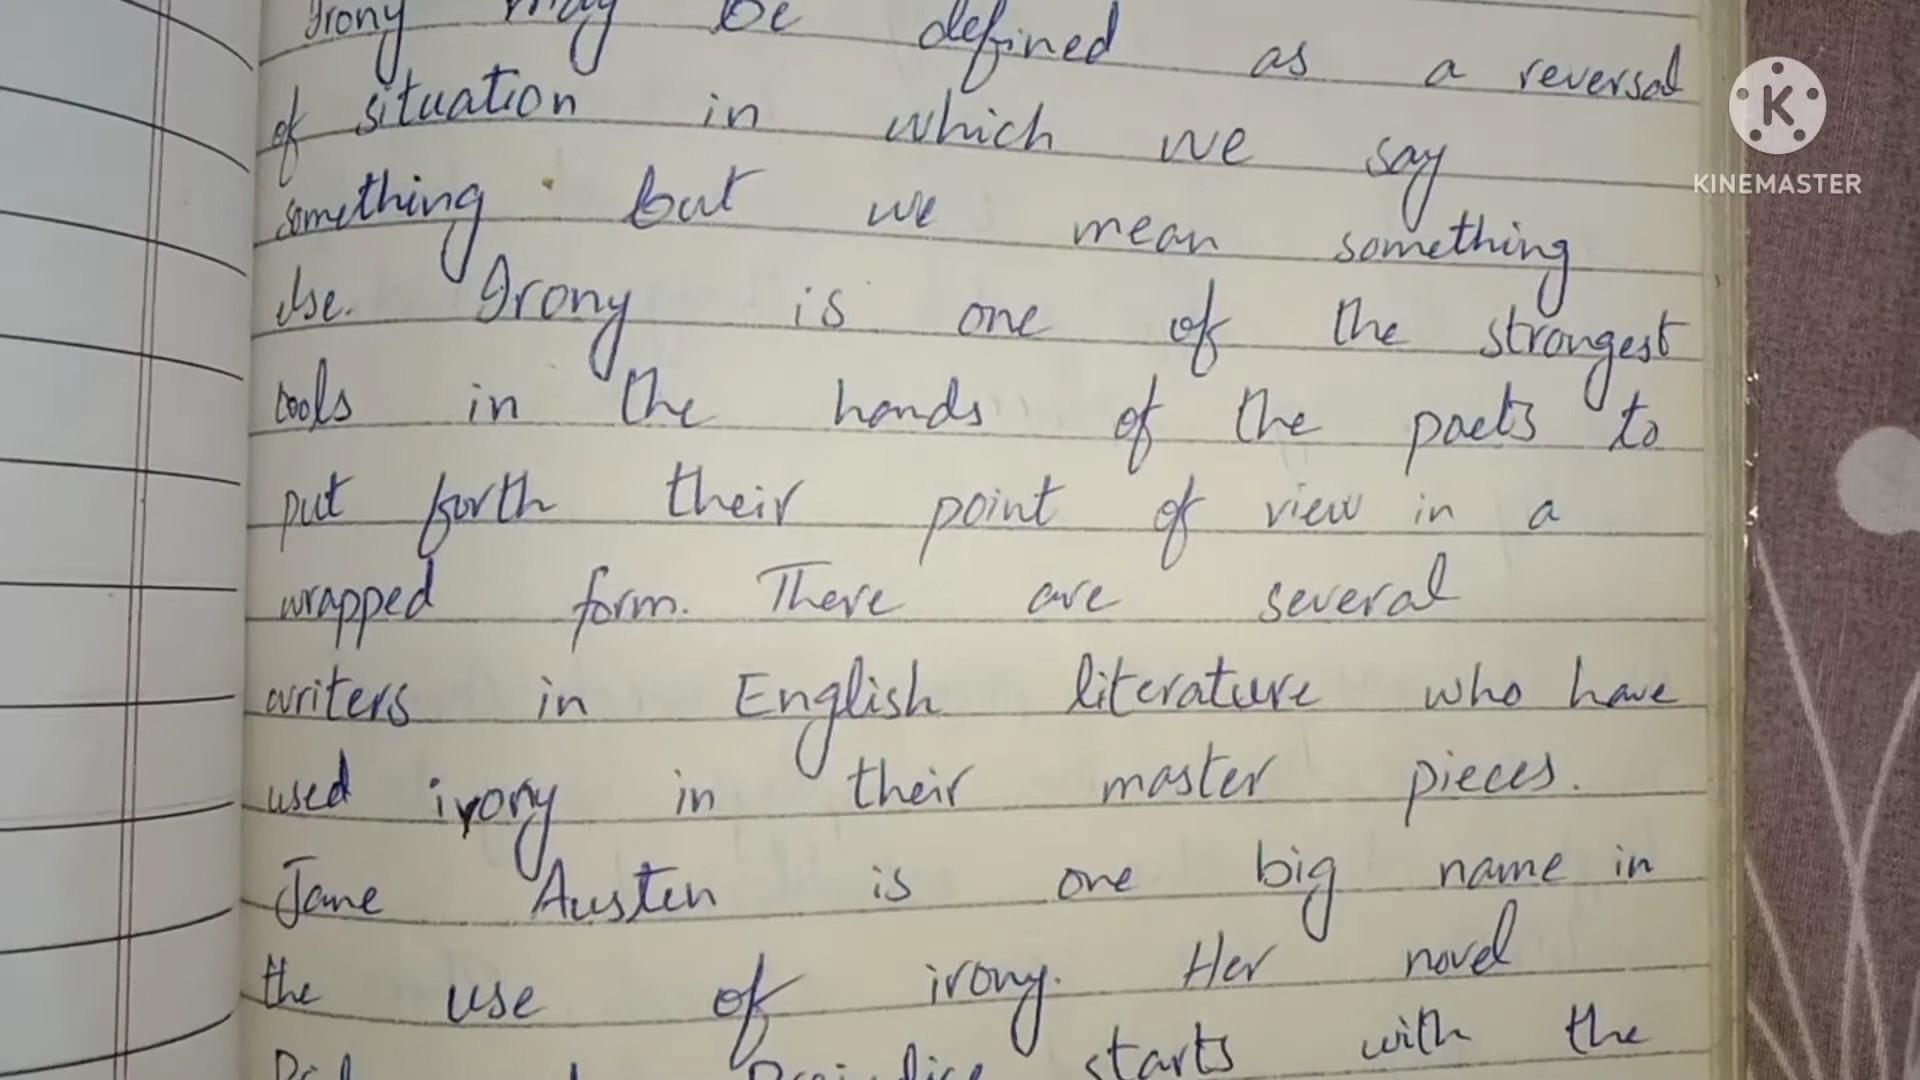 Irony may be defined as a reversal
of situation in which we say
something but we mean something
else. Irony is one of the strongest
tools in the hands of the poets to
put forth their point of view in a
wrapped form. There are several
writers in English literature who have
used irony in their master pieces.
Jane Austen is one big name in
the use of irony. Her novel
Prejudice starts with the
K
KINEMASTER